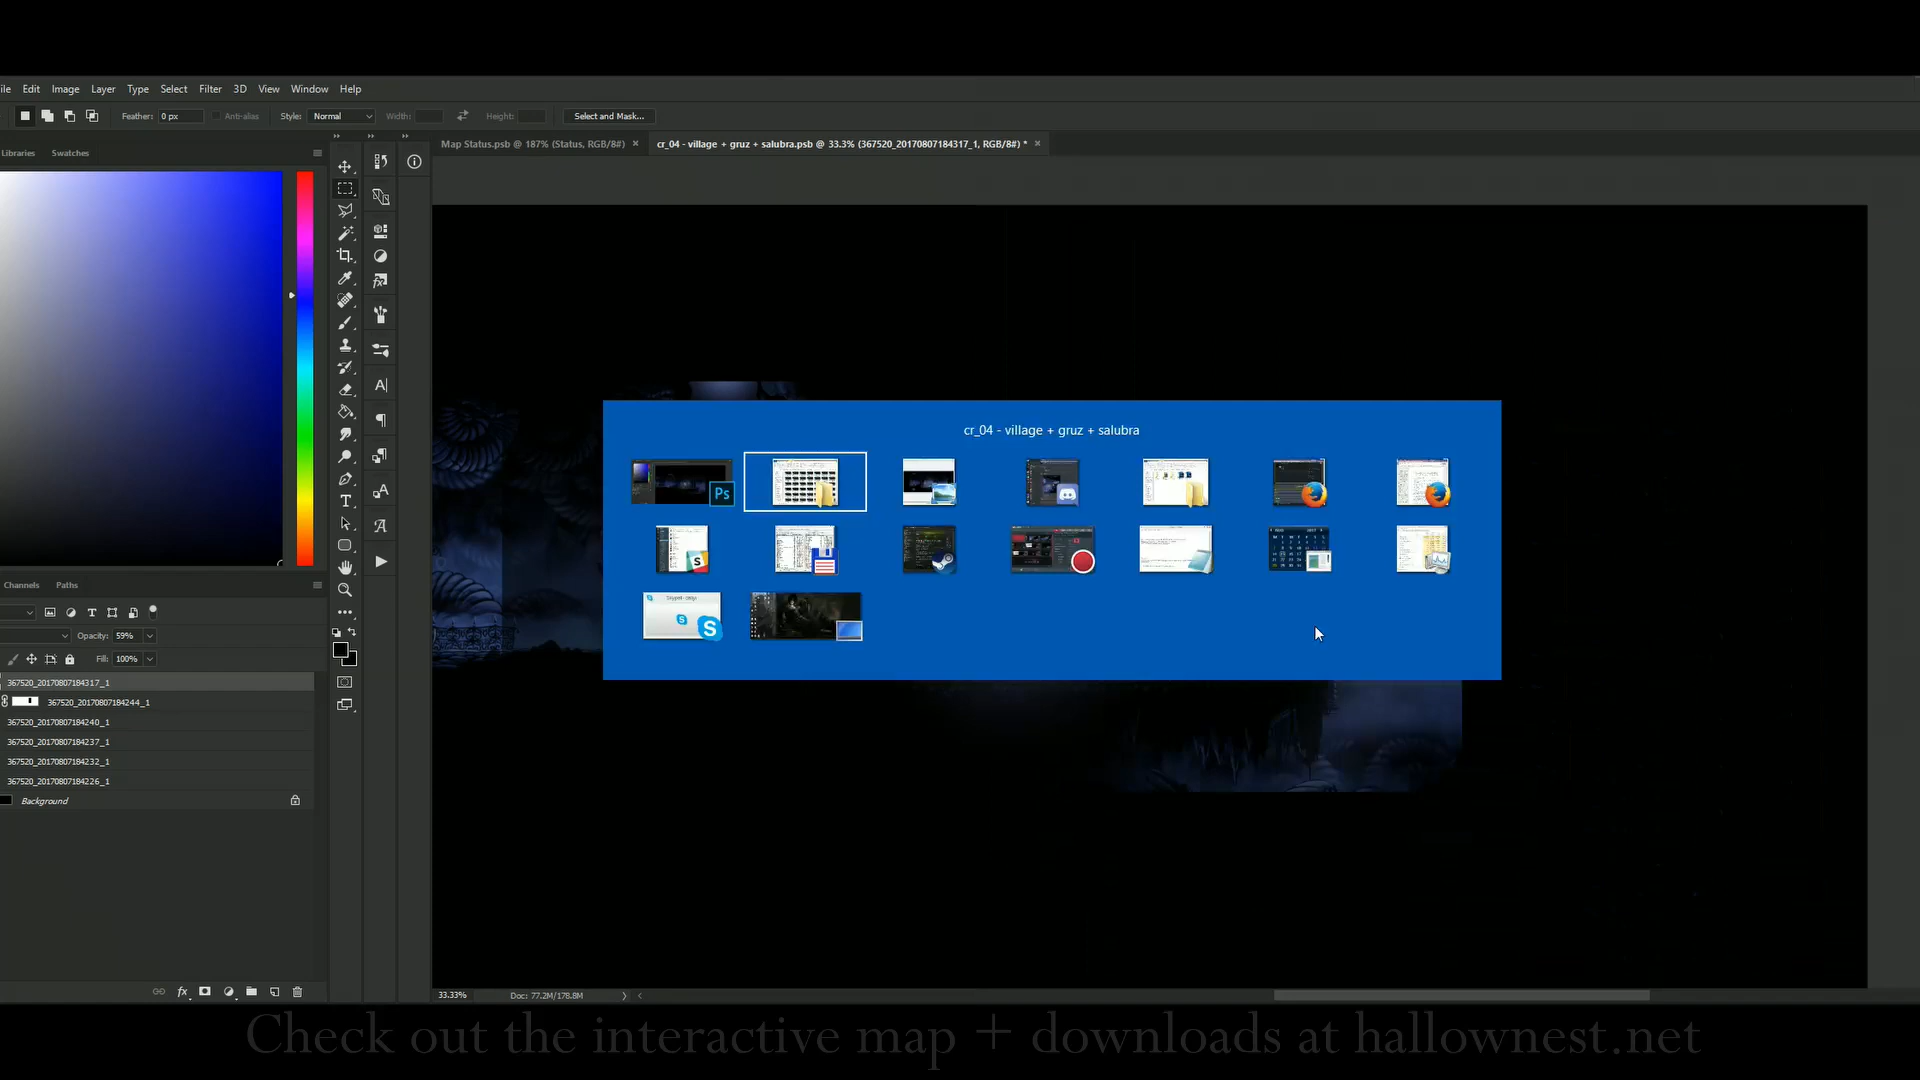 ile Edit Image Layer Type Select Filter 3D View Window Help
Feather: 0 px Anti-alias Style: Normal Width: Height: Select and Mask...
Libraries Swatches
Map Status.psb @ 187% (Status, RGB/8#) × cr_04 - village + gruz + salubra.psb @ 33.3% (367520_20170807184317_1, RGB/8#) * ×
cr_04 - village + gruz + salubra
Ps
Channels Paths
Opacity: 59%
Fill: 100%
367520_20170807184317_1
367520_20170807184244_1
367520_20170807184240_1
367520_20170807184237_1
367520_20170807184232_1
367520_20170807184226_1
Background
33.33% Doc: 77.2M/178.8M
Check out the interactive map + downloads at hallownest.net